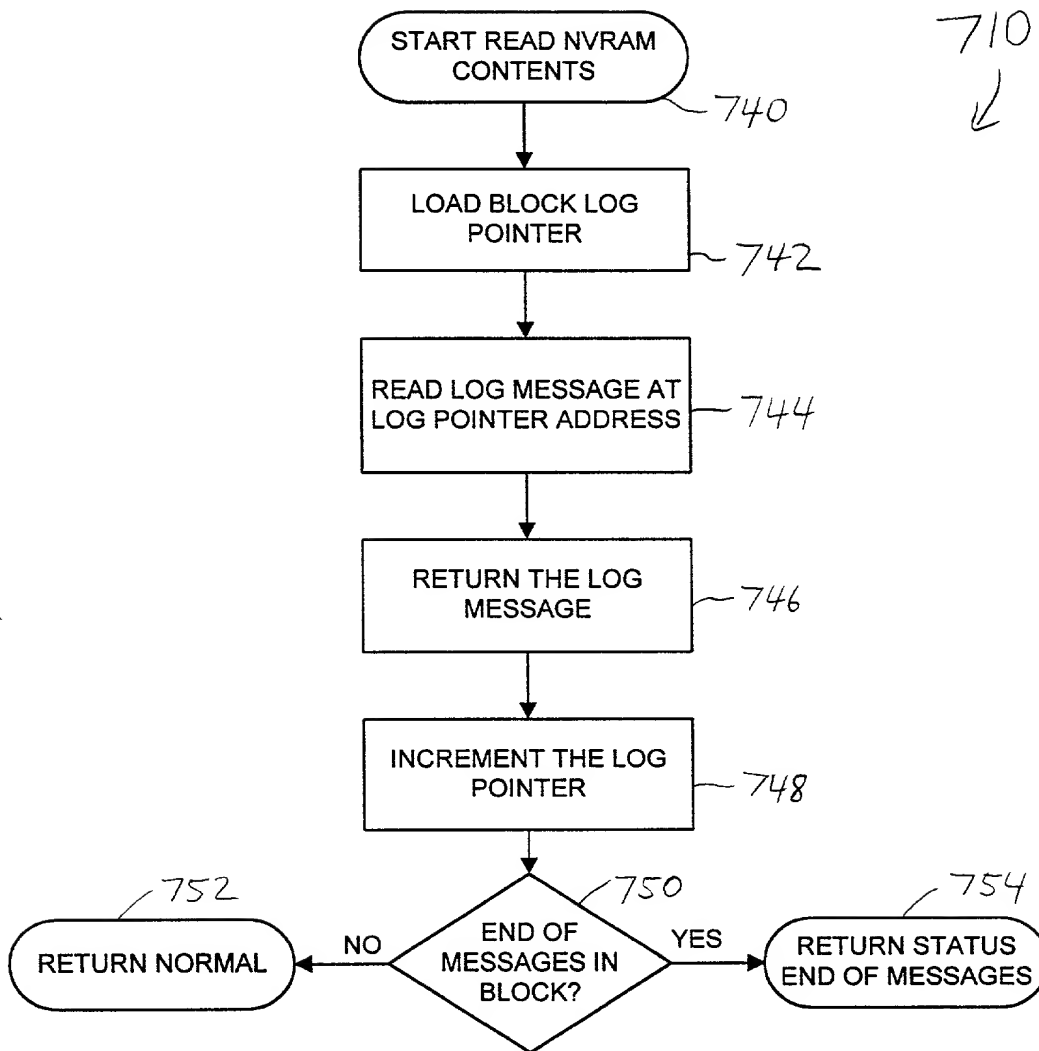 710
START READ NVRAM
CONTENTS
740
LOAD BLOCK LOG
POINTER
742
READ LOG MESSAGE AT
LOG POINTER ADDRESS
744
RETURN THE LOG
MESSAGE
746
INCREMENT THE LOG
POINTER
748
752
750
754
RETURN NORMAL
NO
END OF
MESSAGES IN
BLOCK?
YES
RETURN STATUS
END OF MESSAGES